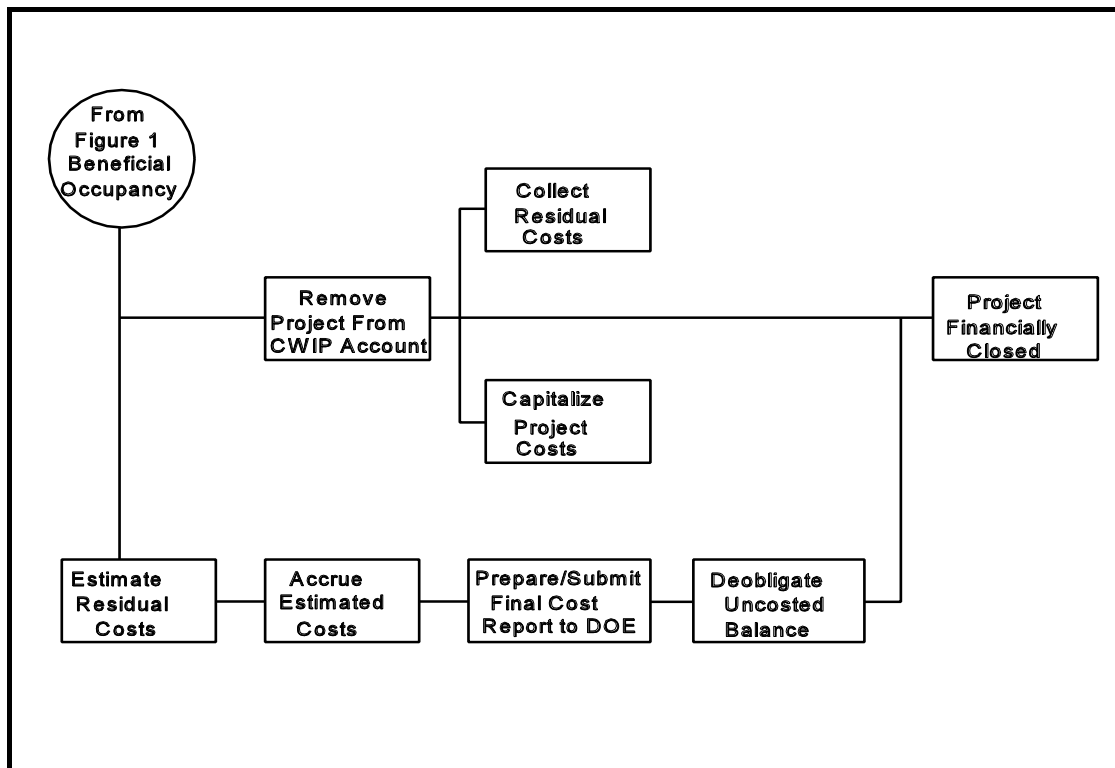 From
Figure 1
Beneficial
Occupancy
Collect
Residual
Costs
Remove
Project From
CWIP Account
Project
Financially
Closed
Capitalize
Project
Costs
Estimate
Residual
Costs
Accrue
Estimated
Costs
Prepare/Submit
Final Cost
Report to DOE
Deobligate
Uncosted
Balance